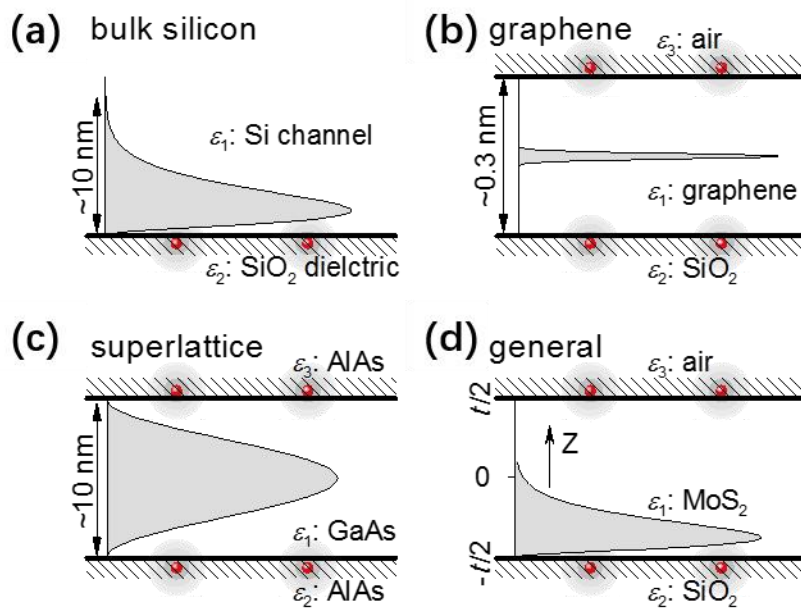 (a) bulk silicon
~10 nm
ε1: Si channel
ε2: SiO2 dielctric
(b) graphene
ε3: air
~0.3 nm
ε1: graphene
ε2: SiO2
(c) superlattice
ε3: AlAs
~10 nm
ε1: GaAs
ε2: AlAs
(d) general
ε3: air
t/2
0
Z
ε1: MoS2
-t/2
ε2: SiO2